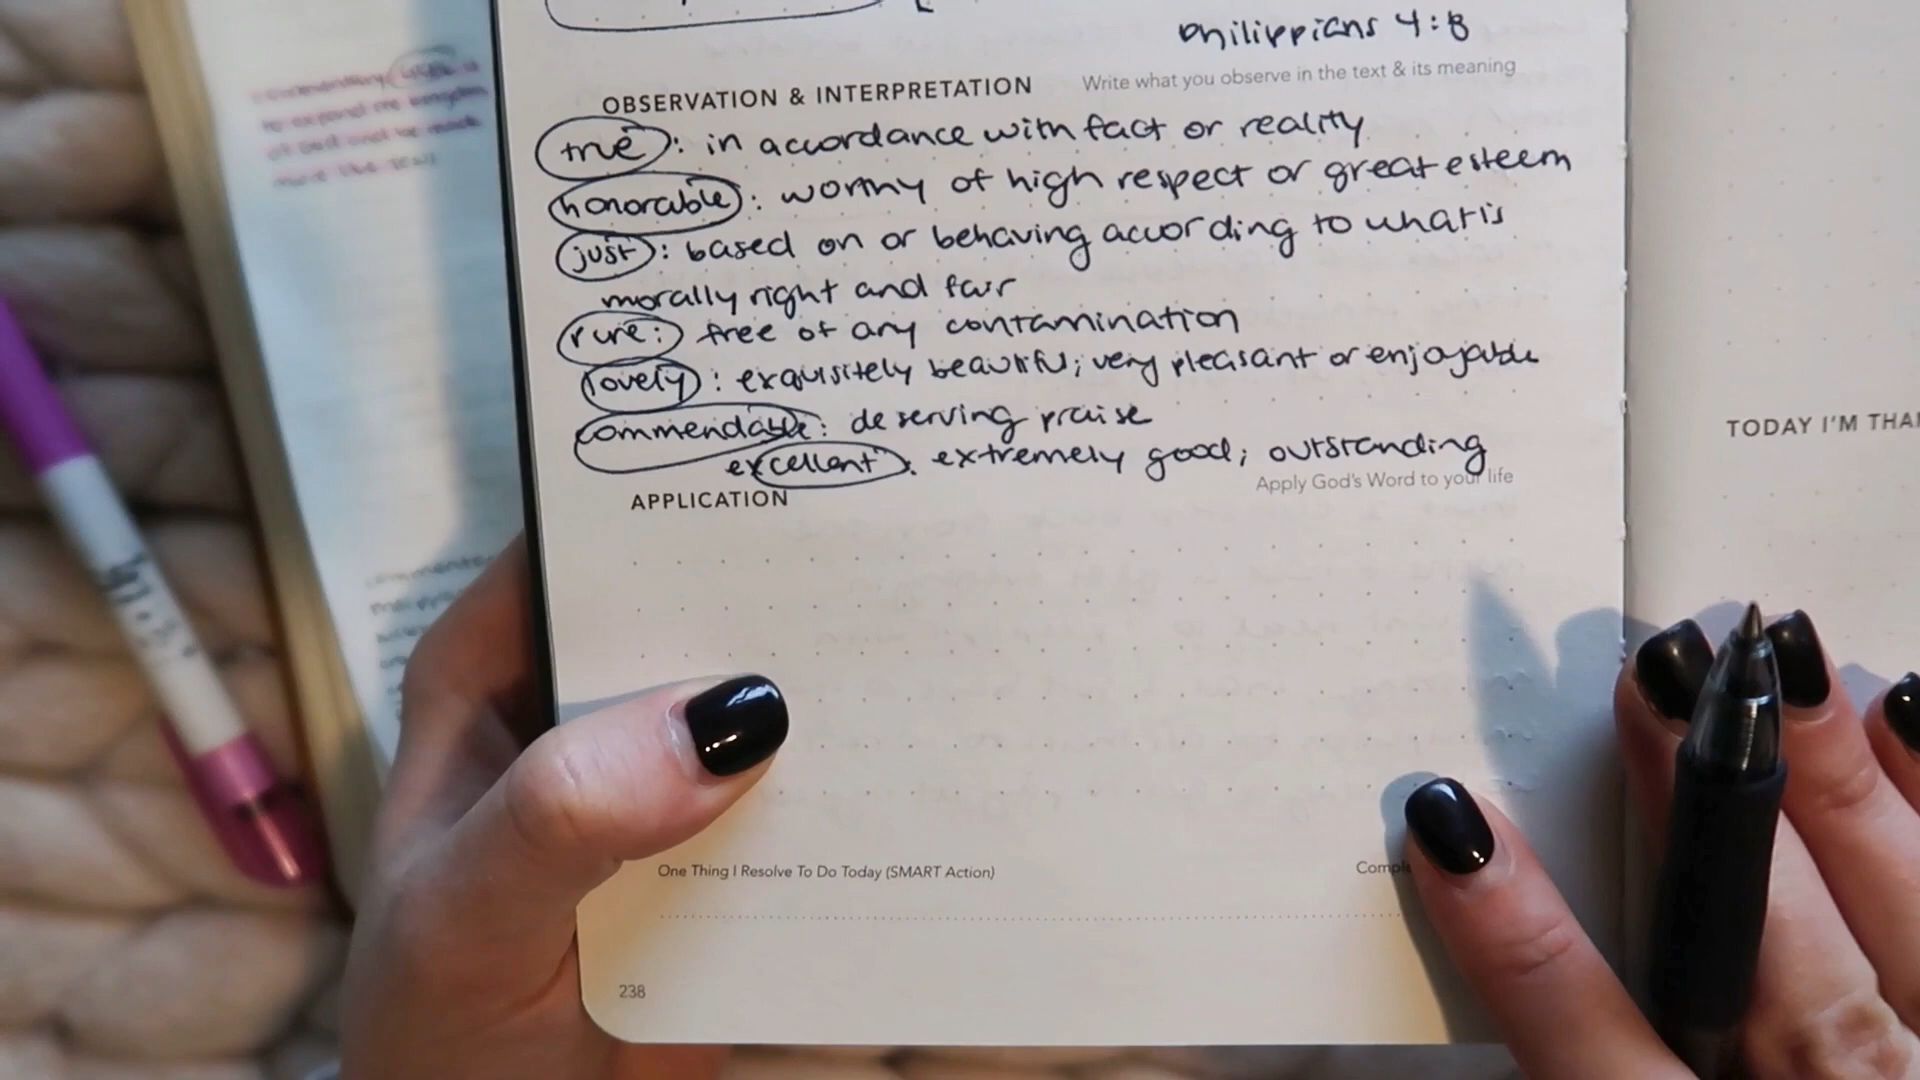 Philippians 4:8
OBSERVATION & INTERPRETATION Write what you observe in the text & its meaning
true: in accordance with fact or reality
honorable: worthy of high respect or great esteem
just: based on or behaving according to what is
morally right and fair
pure: free of any contamination
lovely: exquisitely beautiful; very pleasant or enjoyable
commendable: deserving praise
excellent: extremely good; outstanding
APPLICATION Apply God's Word to your life
One Thing I Resolve To Do Today (SMART Action)
238
TODAY I'M